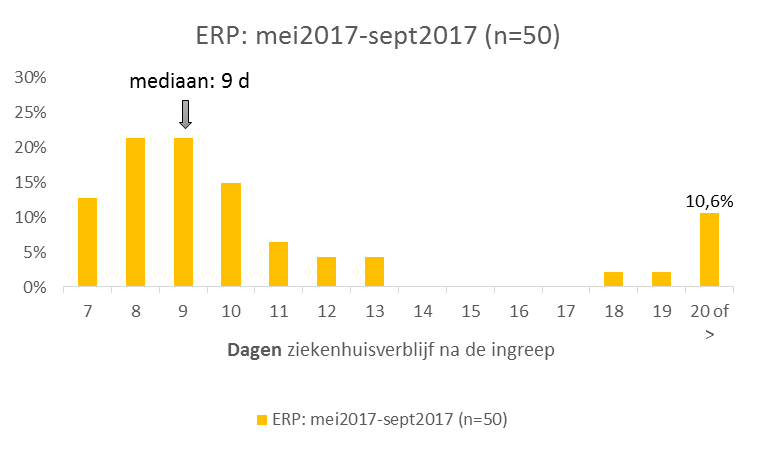 ERP: mei2017-sept2017 (n=50)
mediaan: 9 d
30%
25%
20%
15%
10%
5%
0%
10,6%
7 8 9 10 11 12 13 14 15 16 17 18 19 20 of
>
Dagen ziekenhuisverblijf na de ingreep
ERP: mei2017-sept2017 (n=50)